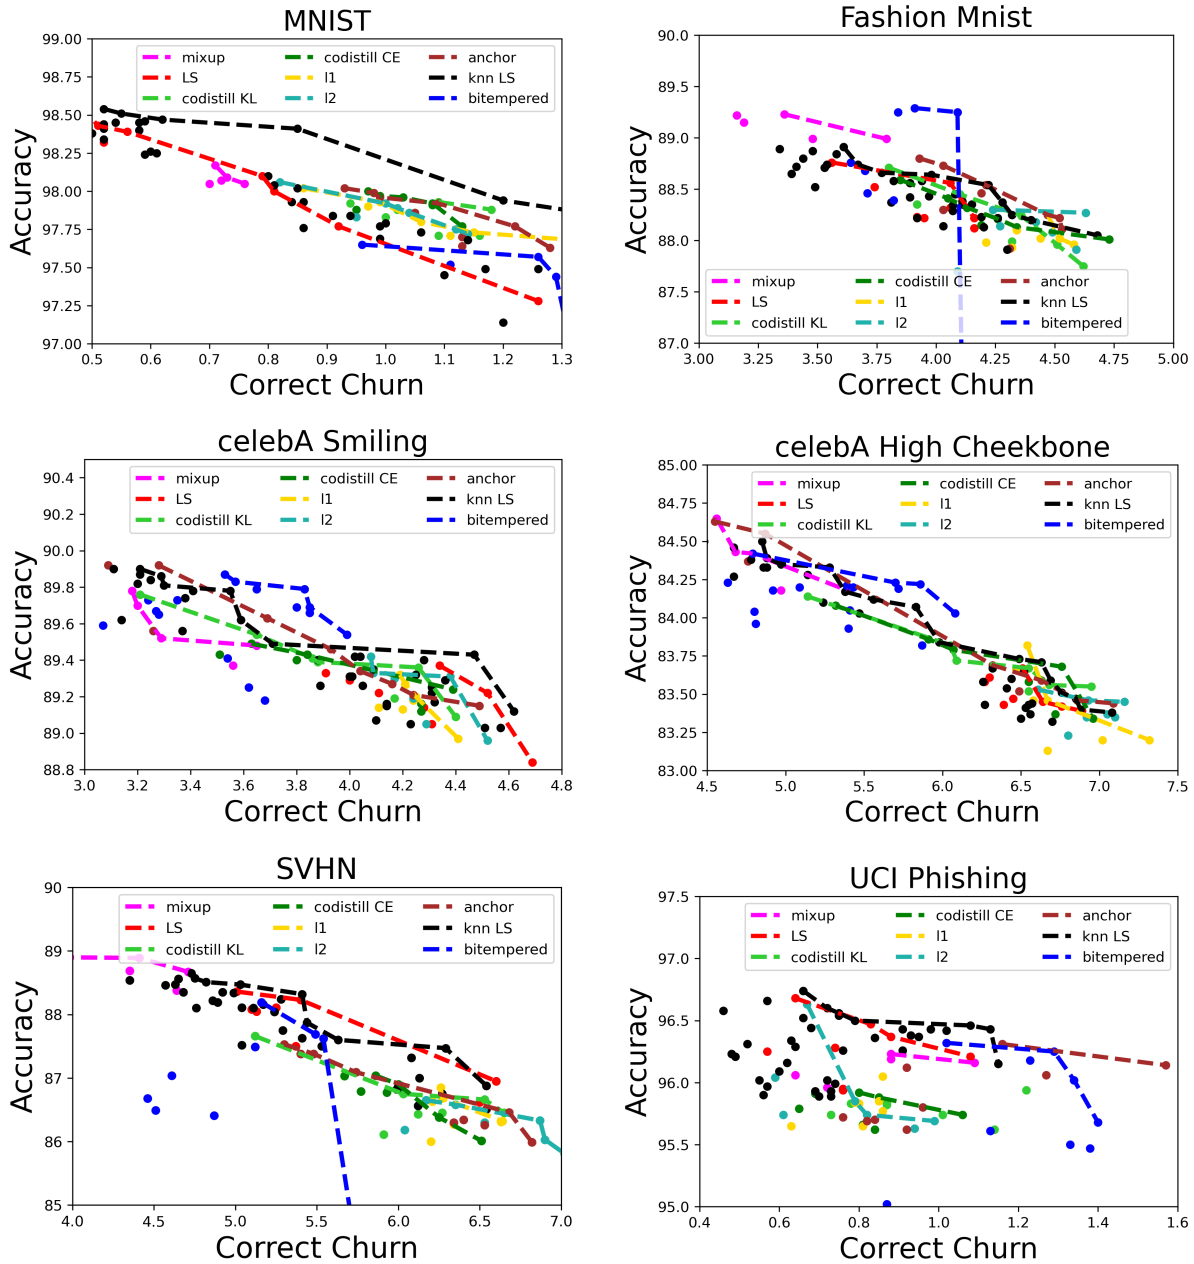 MNIST
99.00
98.75
98.50
98.25
98.00
97.75
97.50
97.25
97.00
Accuracy
mixup codistill CE anchor
LS l1 knn LS
codistill KL l2 bitempered
0.5 0.6 0.7 0.8 0.9 1.0 1.1 1.2 1.3
Correct Churn
Fashion Mnist
90.0
89.5
89.0
88.5
88.0
87.5
87.0
Accuracy
mixup codistill CE anchor
LS l1 knn LS
codistill KL l2 bitempered
3.00 3.25 3.50 3.75 4.00 4.25 4.50 4.75 5.00
Correct Churn
celebA Smiling
90.4
90.2
90.0
89.8
89.6
89.4
89.2
89.0
88.8
Accuracy
mixup codistill CE anchor
LS l1 knn LS
codistill KL l2 bitempered
3.0 3.2 3.4 3.6 3.8 4.0 4.2 4.4 4.6 4.8
Correct Churn
celebA High Cheekbone
85.00
84.75
84.50
84.25
84.00
83.75
83.50
83.25
83.00
Accuracy
mixup codistill CE anchor
LS l1 knn LS
codistill KL l2 bitempered
4.5 5.0 5.5 6.0 6.5 7.0 7.5
Correct Churn
SVHN
90
89
88
87
86
85
Accuracy
mixup codistill CE anchor
LS l1 knn LS
codistill KL l2 bitempered
4.0 4.5 5.0 5.5 6.0 6.5 7.0
Correct Churn
UCI Phishing
97.5
97.0
96.5
96.0
95.5
95.0
Accuracy
mixup codistill CE anchor
LS l1 knn LS
codistill KL l2 bitempered
0.4 0.6 0.8 1.0 1.2 1.4 1.6
Correct Churn